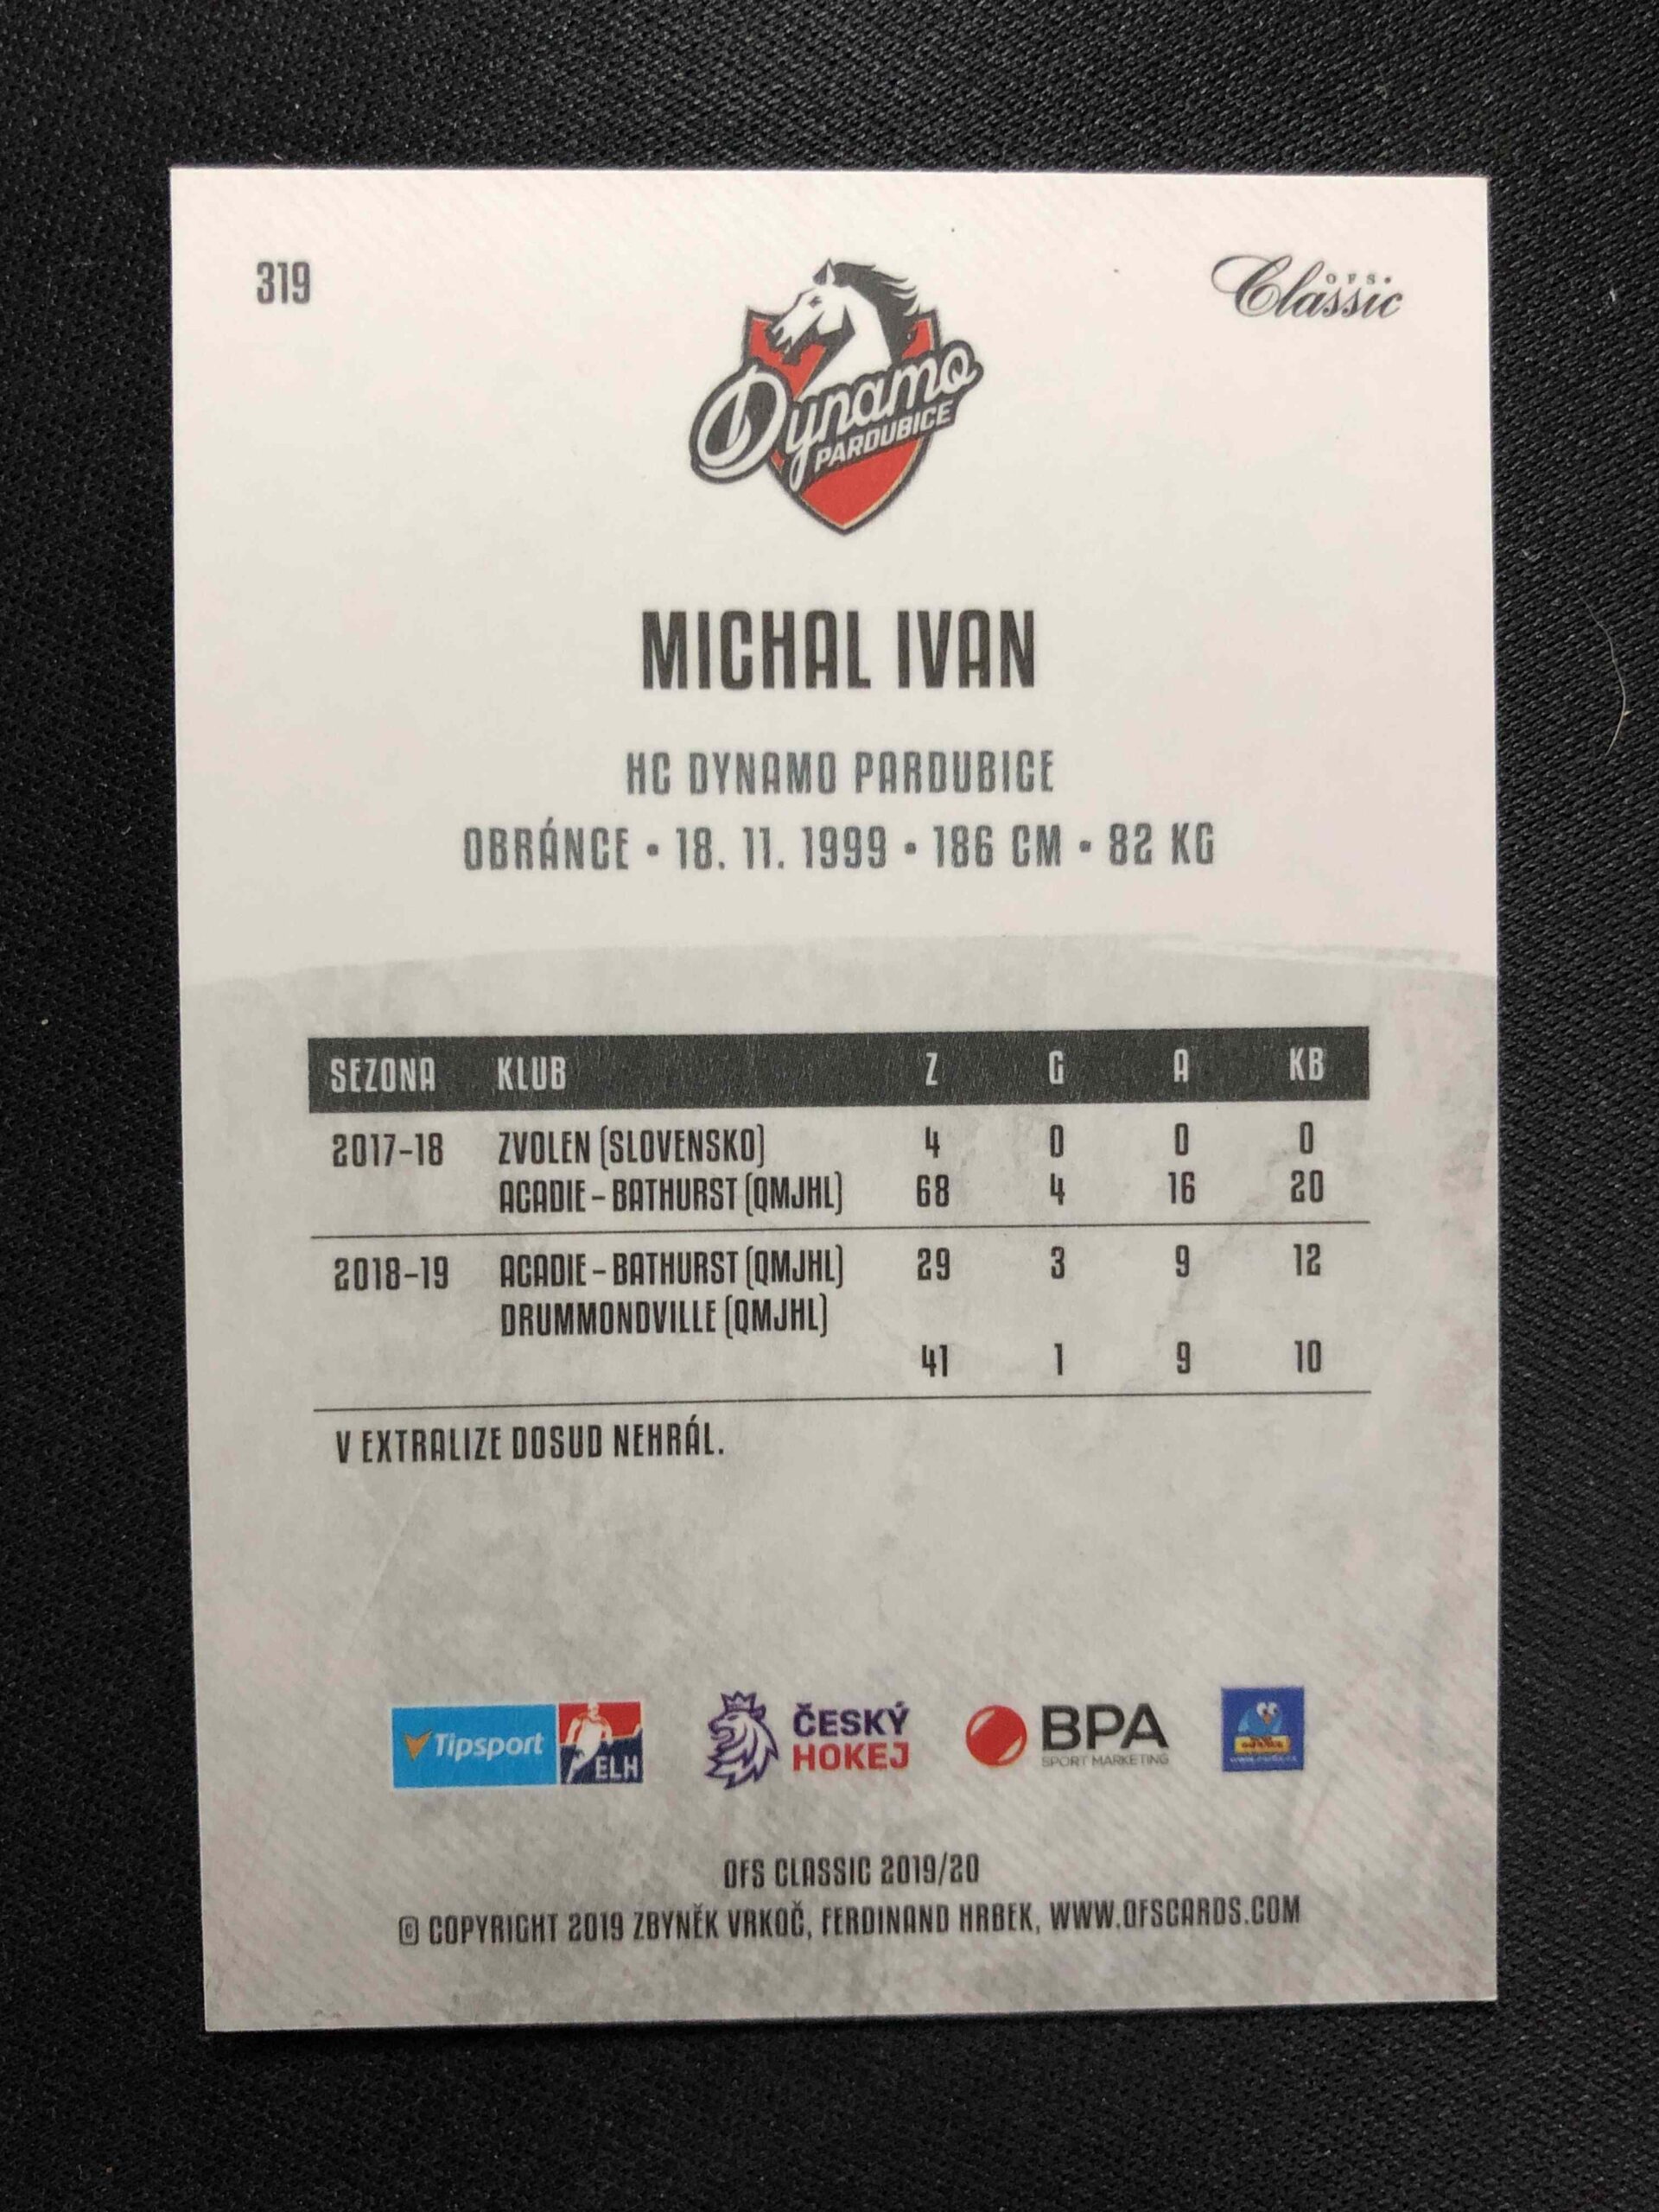 319
OFS.
Classic
Dynamo
PARDUBICE
MICHAL IVAN
HC DYNAMO PARDUBICE
OBRÁNCE • 18. 11. 1999 • 186 CM • 82 KG
SEZONA KLUB Z G A KB
2017–18 ZVOLEN (SLOVENSKO) 4 0 0 0
ACADIE – BATHURST (QMJHL) 68 4 16 20
2018–19 ACADIE – BATHURST (QMJHL) 29 3 9 12
DRUMMONDVILLE (QMJHL)
41 1 9 10
V EXTRALIZE DOSUD NEHRÁL.
Tipsport
ELH
ČESKÝ
HOKEJ
BPA
SPORT MARKETING
OFS CLASSIC 2019/20
© COPYRIGHT 2019 ZBYNĚK VRKOČ, FERDINAND HRBEK, WWW.OFSCARDS.COM